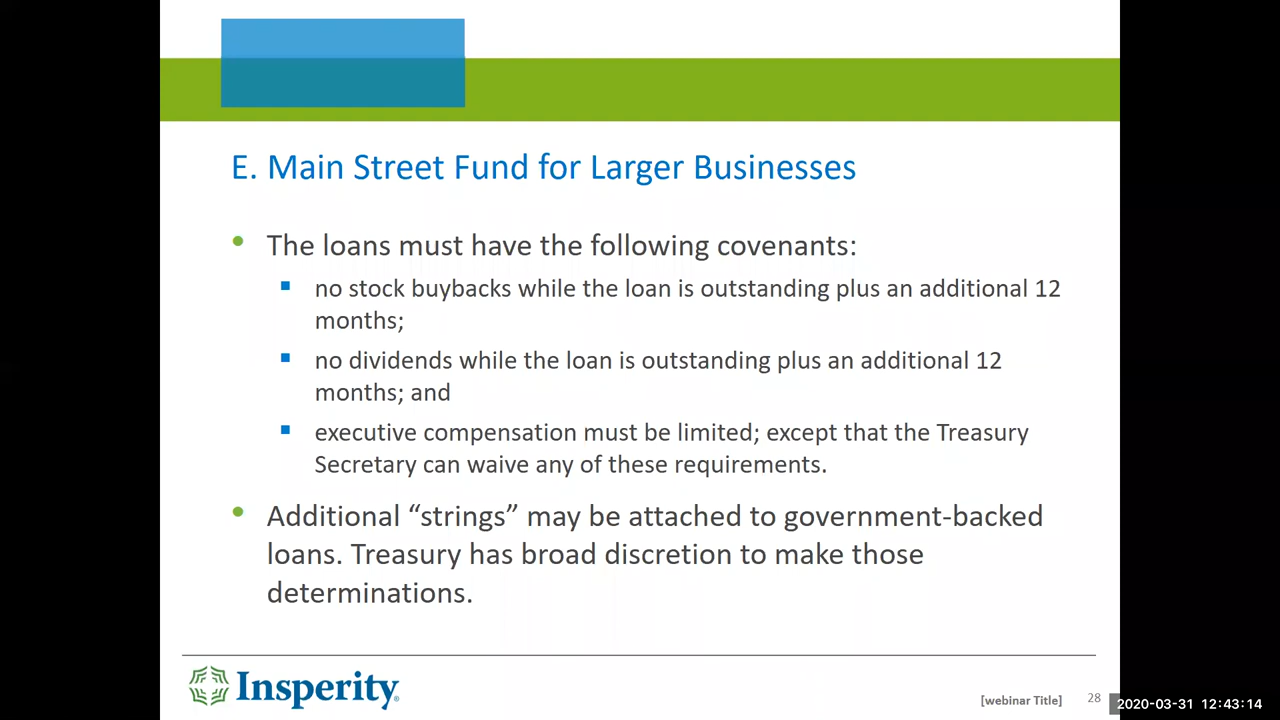 E. Main Street Fund for Larger Businesses
• The loans must have the following covenants:
▪ no stock buybacks while the loan is outstanding plus an additional 12
months;
▪ no dividends while the loan is outstanding plus an additional 12
months; and
▪ executive compensation must be limited; except that the Treasury
Secretary can waive any of these requirements.
• Additional “strings” may be attached to government-backed
loans. Treasury has broad discretion to make those
determinations.
Insperity®
[webinar Title] 28
2020-03-31 12:43:14